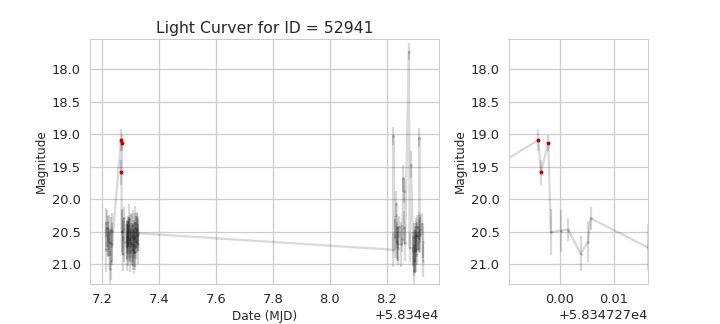 Light Curver for ID = 52941
Magnitude
18.0
18.5
19.0
19.5
20.0
20.5
21.0
7.2 7.4 7.6 7.8 8.0 8.2
Date (MJD)
+5.834e4
Magnitude
18.0
18.5
19.0
19.5
20.0
20.5
21.0
0.00 0.01
+5.834727e4